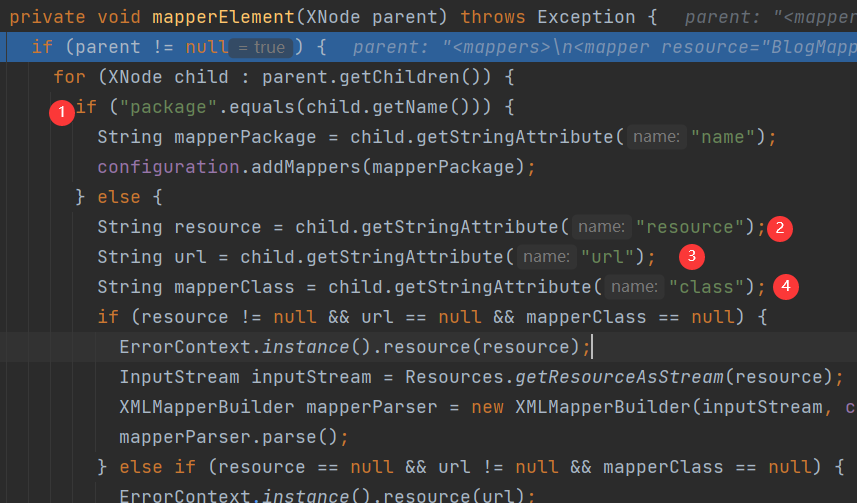 private void mapperElement(XNode parent) throws Exception { parent: "<mapper
if (parent != null = true ) { parent: "<mappers>\n<mapper resource="BlogMapp
for (XNode child : parent.getChildren()) {
1 if ("package".equals(child.getName())) {
String mapperPackage = child.getStringAttribute( name: "name");
configuration.addMappers(mapperPackage);
} else {
String resource = child.getStringAttribute( name: "resource"); 2
String url = child.getStringAttribute( name: "url"); 3
String mapperClass = child.getStringAttribute( name: "class"); 4
if (resource != null && url == null && mapperClass == null) {
ErrorContext.instance().resource(resource);
InputStream inputStream = Resources.getResourceAsStream(resource);
XMLMapperBuilder mapperParser = new XMLMapperBuilder(inputStream, c
mapperParser.parse();
} else if (resource == null && url != null && mapperClass == null) {
ErrorContext.instance().resource(url);